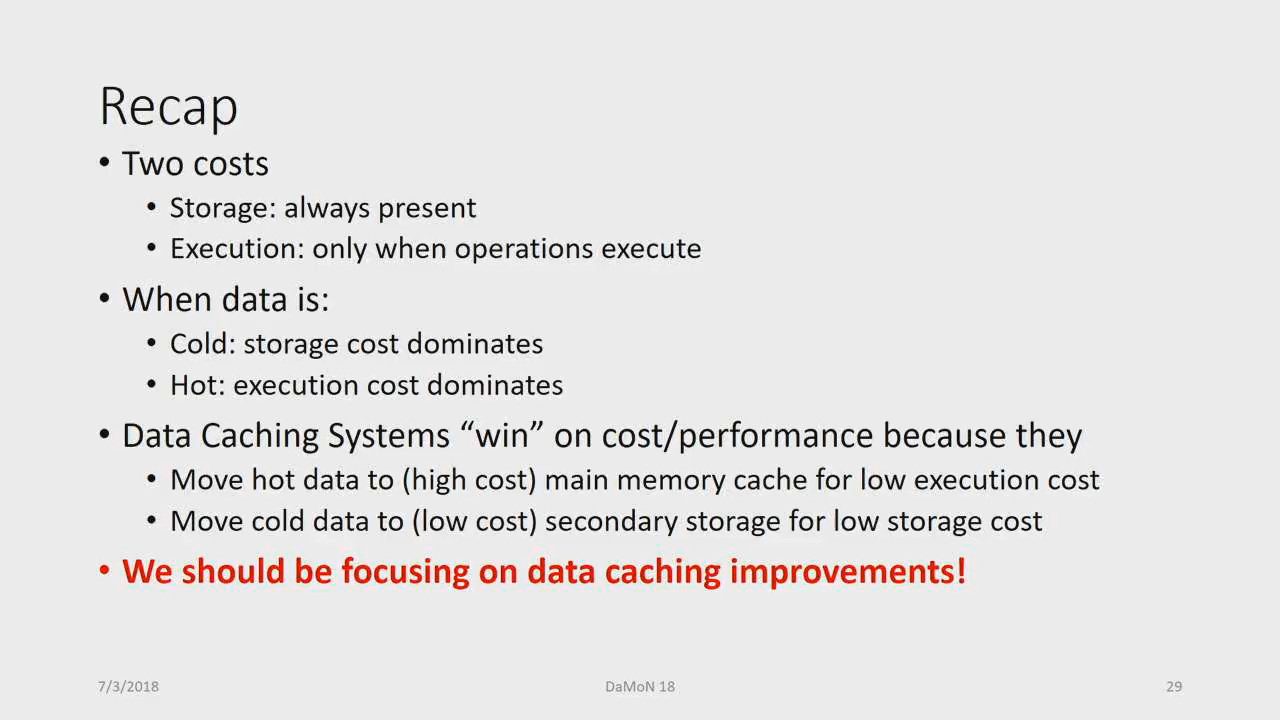 Recap
• Two costs
• Storage: always present
• Execution: only when operations execute
• When data is:
• Cold: storage cost dominates
• Hot: execution cost dominates
• Data Caching Systems “win” on cost/performance because they
• Move hot data to (high cost) main memory cache for low execution cost
• Move cold data to (low cost) secondary storage for low storage cost
• We should be focusing on data caching improvements!
7/3/2018 DaMoN 18 29